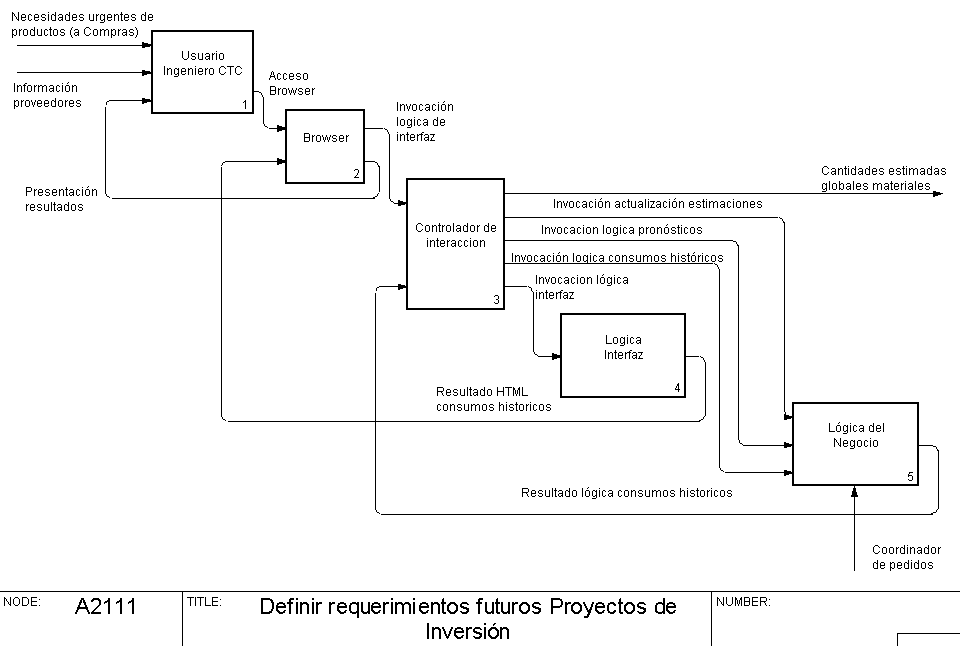 Necesidades urgentes de
productos (a Compras)
Usuario
Ingeniero CTC
1
Información
proveedores
Acceso
Browser
Browser
2
Invocación
logica de
interfaz
Presentación
resultados
Cantidades estimadas
globales materiales
Invocación actualización estimaciones
Controlador de
interaccion
3
Invocacion logica pronósticos
Invocación logica consumos históricos
Invocacion lógica
interfaz
Logica
Interfaz
4
Resultado HTML
consumos historicos
Lógica del
Negocio
5
Resultado lógica consumos historicos
Coordinador
de pedidos
NODE:
A2111
TITLE:
Definir requerimientos futuros Proyectos de
Inversión
NUMBER: